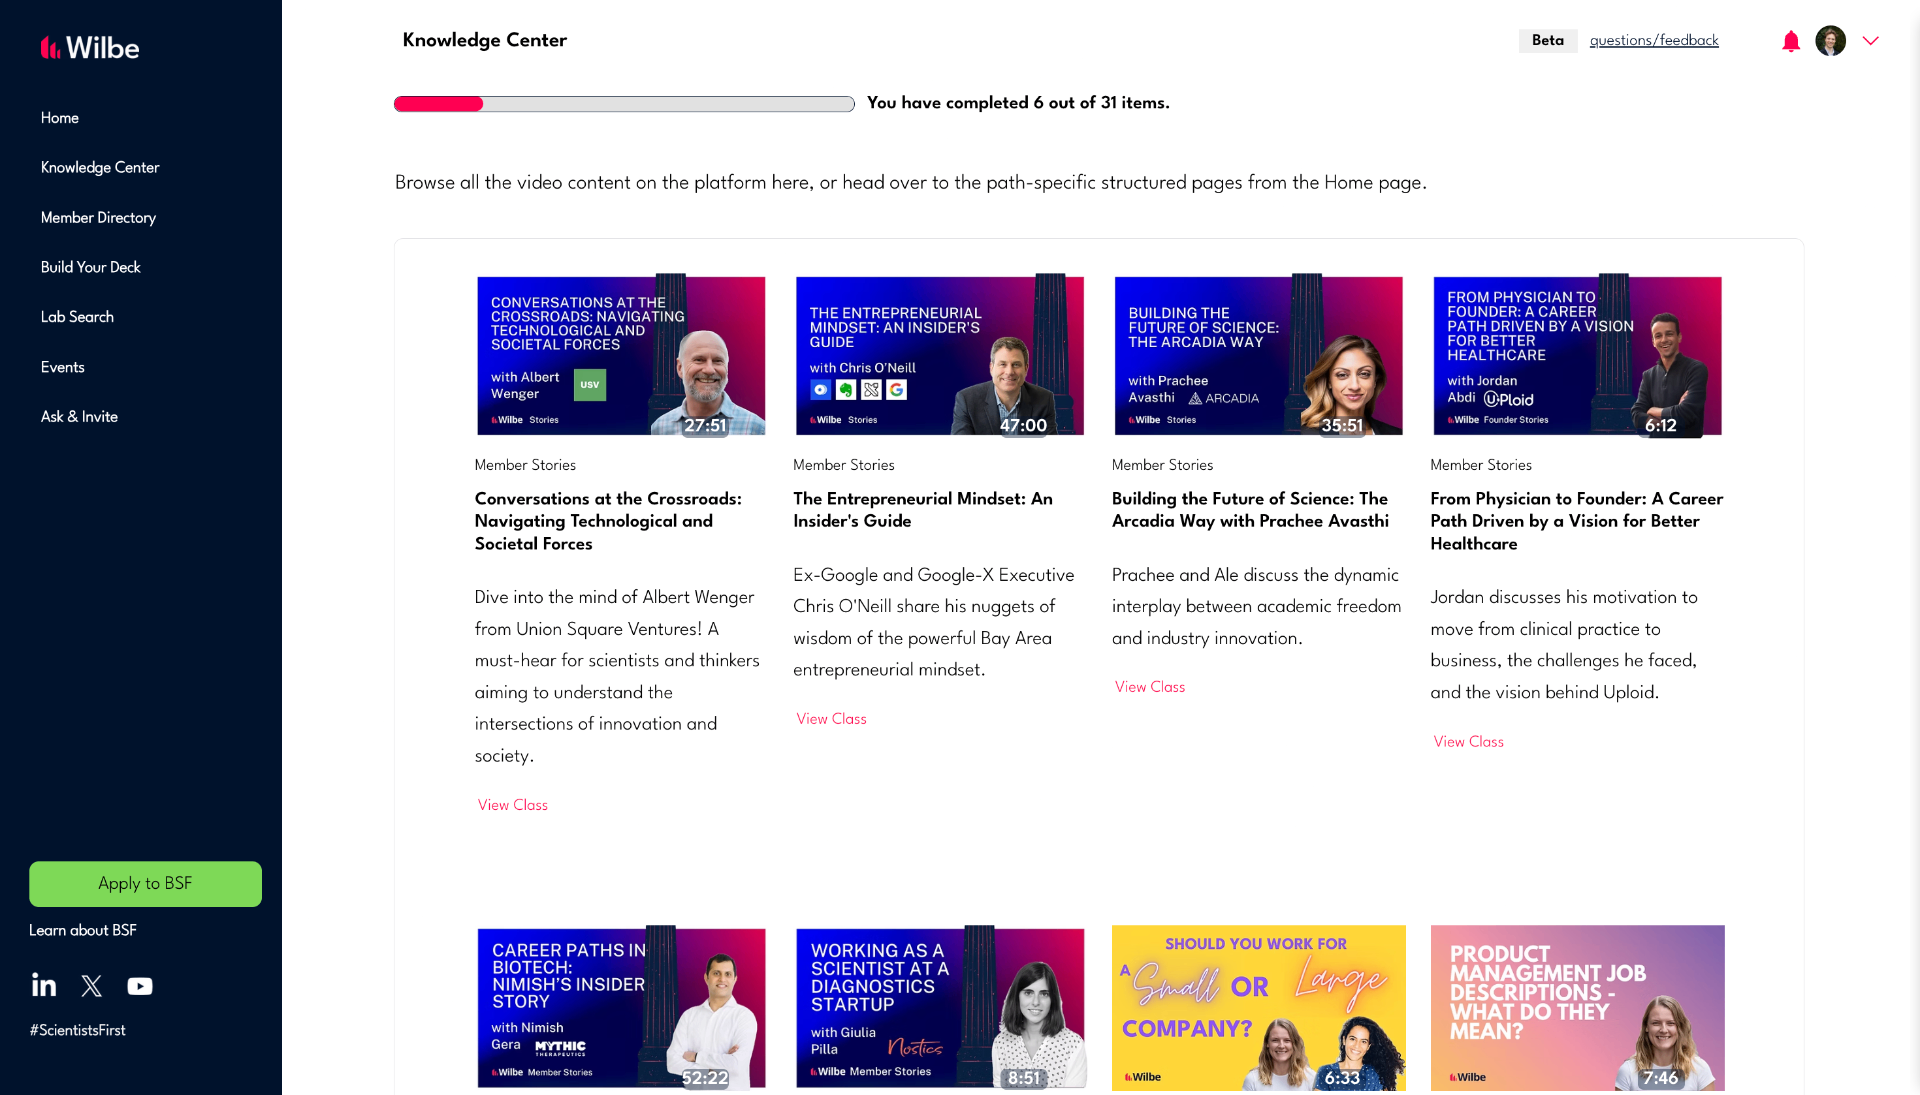 Wilbe
Home
Knowledge Center
Member Directory
Build Your Deck
Lab Search
Events
Ask & Invite
Apply to BSF
Learn about BSF
#ScientistsFirst
Knowledge Center
Beta
questions/feedback
You have completed 6 out of 31 items.
Browse all the video content on the platform here, or head over to the path-specific structured pages from the Home page.
CONVERSATIONS AT THE
CROSSROADS: NAVIGATING
TECHNOLOGICAL AND
SOCIETAL FORCES
with Albert
Wenger
USV
Wilbe Stories
27:51
Member Stories
Conversations at the Crossroads:
Navigating Technological and
Societal Forces
Dive into the mind of Albert Wenger
from Union Square Ventures! A
must-hear for scientists and thinkers
aiming to understand the
intersections of innovation and
society.
View Class
THE ENTREPRENEURIAL
MINDSET: AN INSIDER'S
GUIDE
with Chris O'Neill
Wilbe Stories
47:00
Member Stories
The Entrepreneurial Mindset: An
Insider's Guide
Ex-Google and Google-X Executive
Chris O'Neill share his nuggets of
wisdom of the powerful Bay Area
entrepreneurial mindset.
View Class
BUILDING THE
FUTURE OF SCIENCE:
THE ARCADIA WAY
with Prachee
Avasthi ARCADIA
Wilbe Stories
35:51
Member Stories
Building the Future of Science: The
Arcadia Way with Prachee Avasthi
Prachee and Ale discuss the dynamic
interplay between academic freedom
and industry innovation.
View Class
FROM PHYSICIAN TO
FOUNDER: A CAREER
PATH DRIVEN BY A VISION
FOR BETTER
HEALTHCARE
with Jordan
Abdi UPloid
Wilbe Founder Stories
6:12
Member Stories
From Physician to Founder: A Career
Path Driven by a Vision for Better
Healthcare
Jordan discusses his motivation to
move from clinical practice to
business, the challenges he faced,
and the vision behind Uploid.
View Class
CAREER PATHS IN
BIOTECH:
NIMISH'S INSIDER
STORY
with Nimish
Gera MYTHIC
THERAPEUTICS
Wilbe Member Stories
52:22
WORKING AS A
SCIENTIST AT A
DIAGNOSTICS
STARTUP
with Giulia
Pilla Nostics
Wilbe Member Stories
8:51
SHOULD YOU WORK FOR
A Small OR Large
COMPANY?
Wilbe
6:33
PRODUCT
MANAGEMENT JOB
DESCRIPTIONS -
WHAT DO THEY
MEAN?
Wilbe
7:46